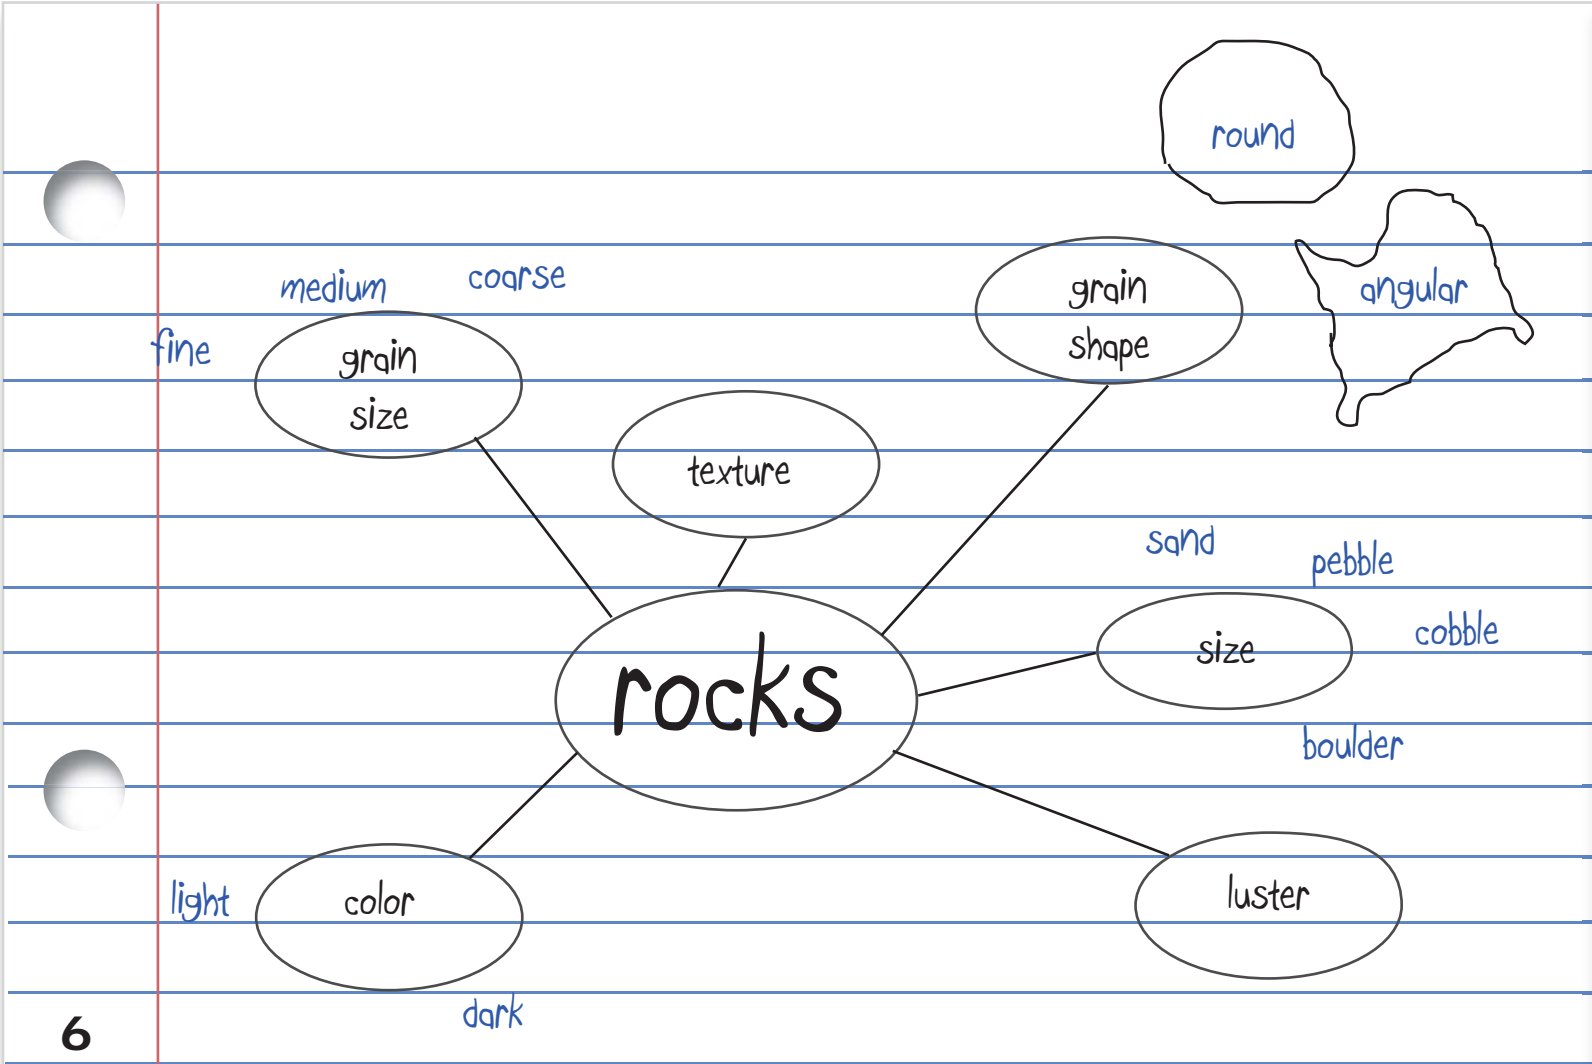 round
angular
medium
coarse
fine
grain
size
grain
shape
texture
sand
pebble
cobble
size
boulder
rocks
light
color
dark
luster
6